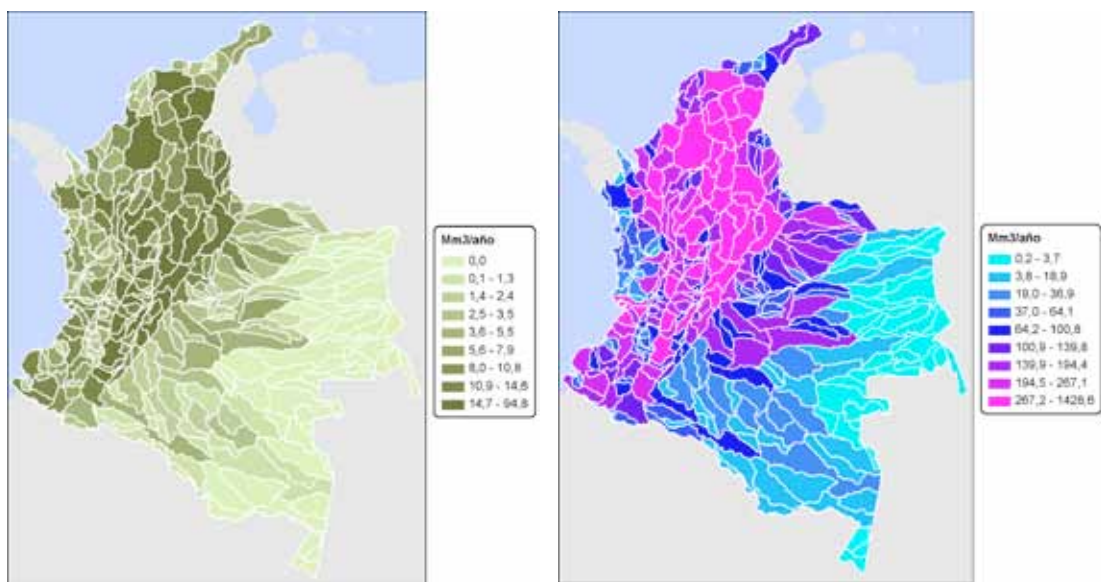 Mm3/año
0,0
0,1 - 1,3
1,4 - 2,4
2,5 - 3,5
3,6 - 5,5
5,6 - 7,9
8,0 - 10,8
10,9 - 14,6
14,7 - 94,8
Mm3/año
0,2 - 3,7
3,8 - 18,9
19,0 - 36,9
37,0 - 64,1
64,2 - 100,8
100,9 - 139,8
139,9 - 194,4
194,5 - 267,1
267,2 - 1428,6